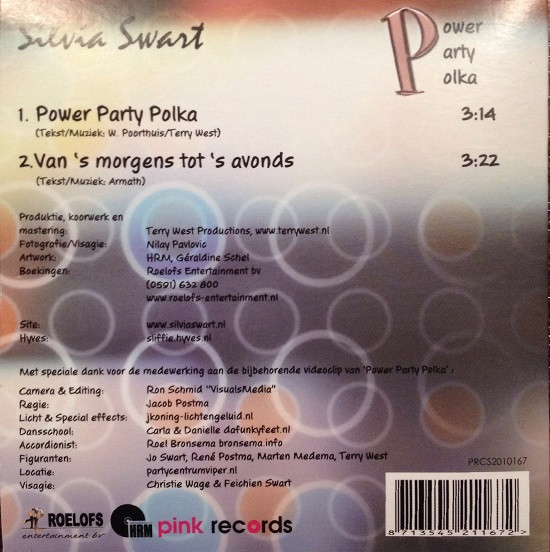 Silvia Swart
Power
Party
Polka
1. Power Party Polka 3:14
(Tekst/Muziek: W. Poorthuis/Terry West)
2. Van 's morgens tot 's avonds 3:22
(Tekst/Muziek: Armath)
Produktie, koorwerk en
mastering: Terry West Productions, www.terrywest.nl
Fotografie/Visagie: Nilay Pavlovic
Artwork: HRM, Géraldine Schel
Boekingen: Roelofs Entertainment bv
(0591) 632 800
www.roelofs-entertainment.nl
Site: www.silviaswart.nl
Hyves: sliffie.hyves.nl
Met speciale dank voor de medewerking aan de bijbehorende videoclip van 'Power Party Polka' :
Camera & Editing: Ron Schmid "VisualsMedia"
Regie: Jacob Postma
Licht & Special effects: jkoning-lichtengeluid.nl
Dansschool: Carla & Danielle dafunkyfeet.nl
Accordionist: Roel Bronsema bronsema.info
Figuranten: Jo Swart, René Postma, Marten Medema, Terry West
Locatie: partycentrumviper.nl
Visagie: Christie Wage & Feichien Swart
PRCS2010167
ROELOFS
entertainment bv
HRM
pink records
8 713545 211672 >